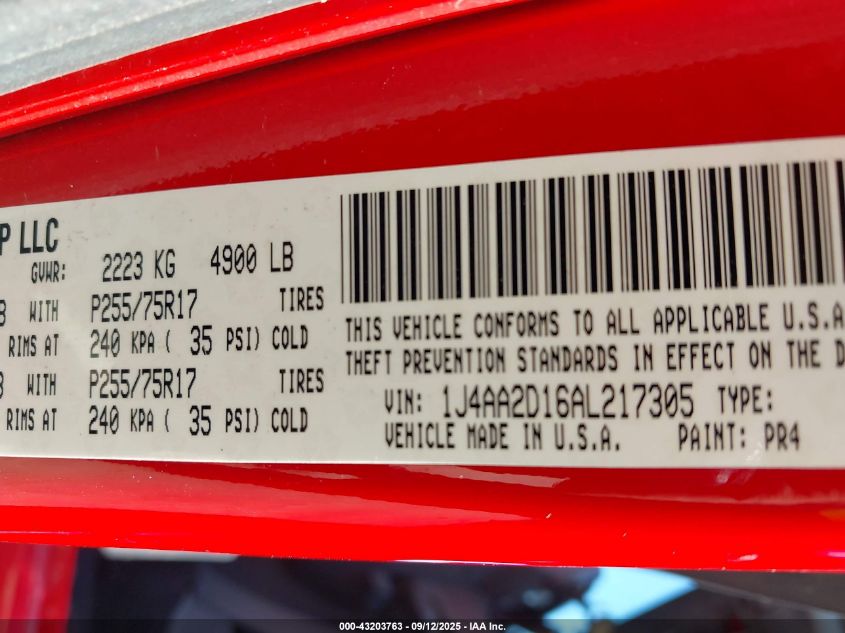 P LLC
GVWR: 2223 KG 4900 LB
WITH P255/75R17 TIRES
RIMS AT 240 KPA ( 35 PSI) COLD
WITH P255/75R17 TIRES
RIMS AT 240 KPA ( 35 PSI) COLD
THIS VEHICLE CONFORMS TO ALL APPLICABLE U.S.A
THEFT PREVENTION STANDARDS IN EFFECT ON THE D
VIN: 1J4AA2D16AL217305 TYPE:
VEHICLE MADE IN U.S.A. PAINT: PR4
000-43203763 - 09/12/2025 - IAA Inc.